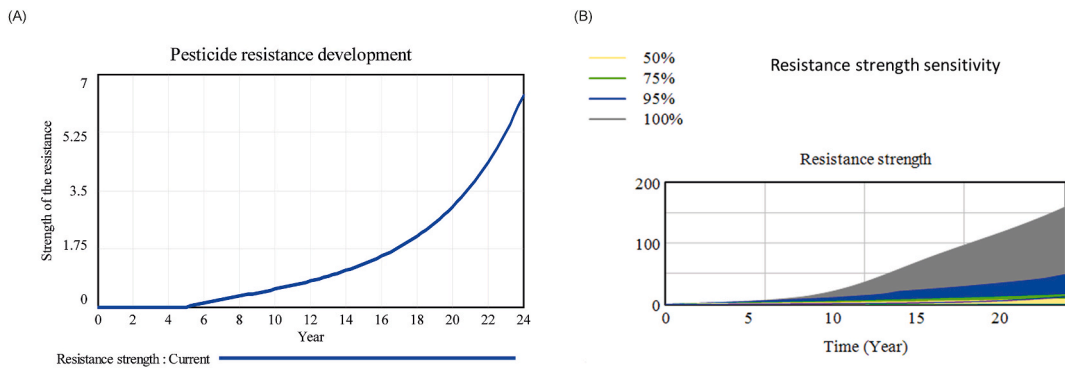 (A)
(B)
Pesticide resistance development
7
5.25
3.5
1.75
0
Strength of the resistance
0 2 4 6 8 10 12 14 16 18 20 22 24
Year
Resistance strength : Current
50%
75%
95%
100%
Resistance strength sensitivity
Resistance strength
200
100
0
0 5 10 15 20
Time (Year)